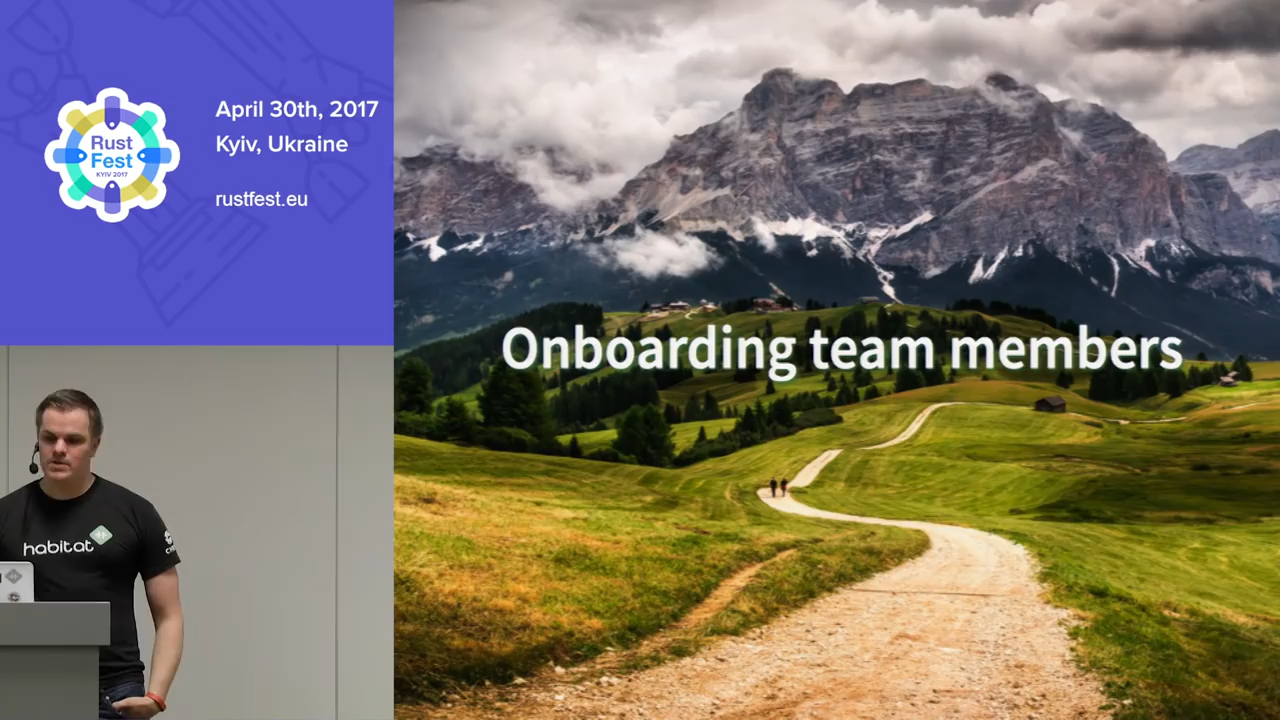 April 30th, 2017
Kyiv, Ukraine
rustfest.eu
Rust
Fest
KYIV 2017
Onboarding team members
habitat